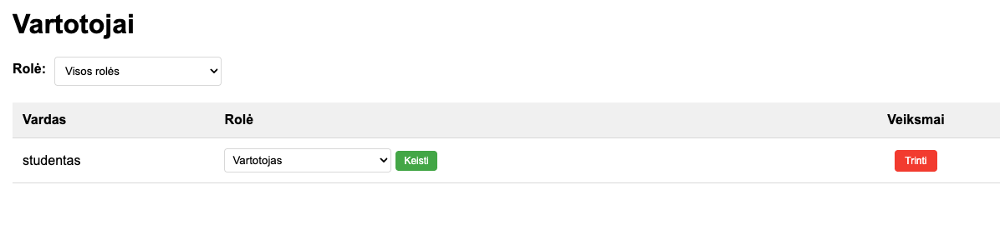 Vartotojai
Rolė: Visos rolės
Vardas Rolė Veiksmai
studentas Vartotojas Keisti Trinti